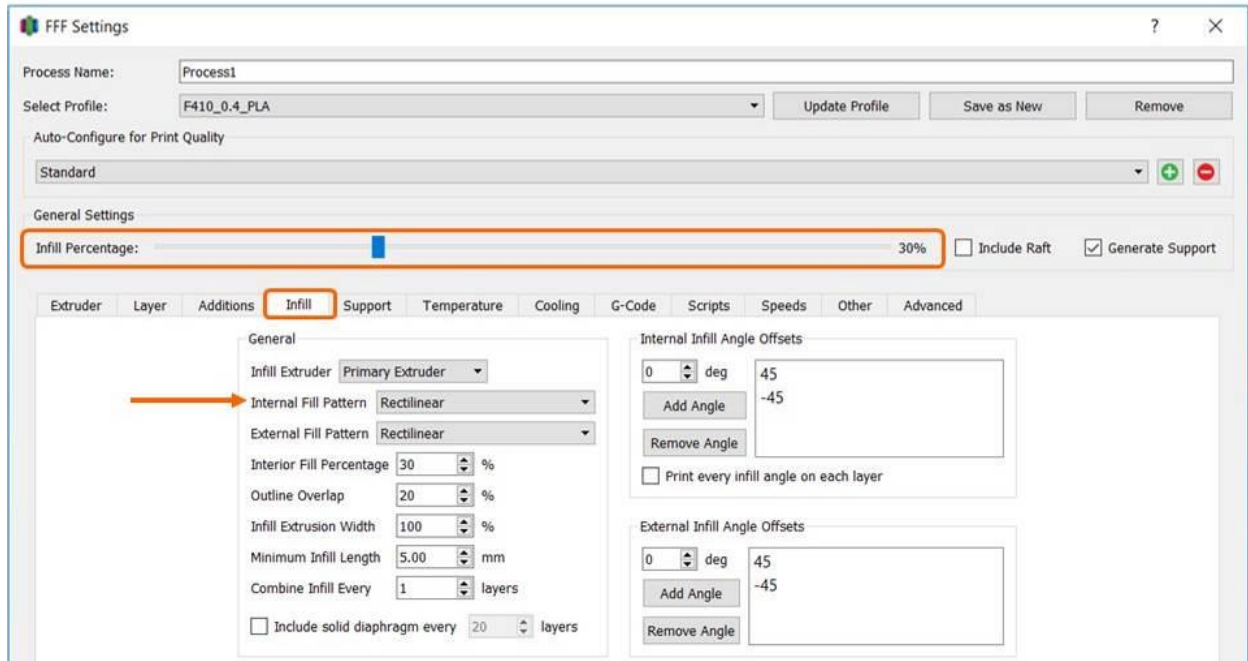 FFF Settings ? ×
Process Name: Process1
Select Profile: F410_0.4_PLA Update Profile Save as New Remove
Auto-Configure for Print Quality
Standard
General Settings
Infill Percentage: 30% Include Raft Generate Support
Extruder Layer Additions Infill Support Temperature Cooling G-Code Scripts Speeds Other Advanced
General
Infill Extruder Primary Extruder
Internal Fill Pattern Rectilinear
External Fill Pattern Rectilinear
Interior Fill Percentage 30 %
Outline Overlap 20 %
Infill Extrusion Width 100 %
Minimum Infill Length 5.00 mm
Combine Infill Every 1 layers
Include solid diaphragm every 20 layers
Internal Infill Angle Offsets
0 deg
Add Angle
Remove Angle
45
-45
Print every infill angle on each layer
External Infill Angle Offsets
0 deg
Add Angle
Remove Angle
45
-45